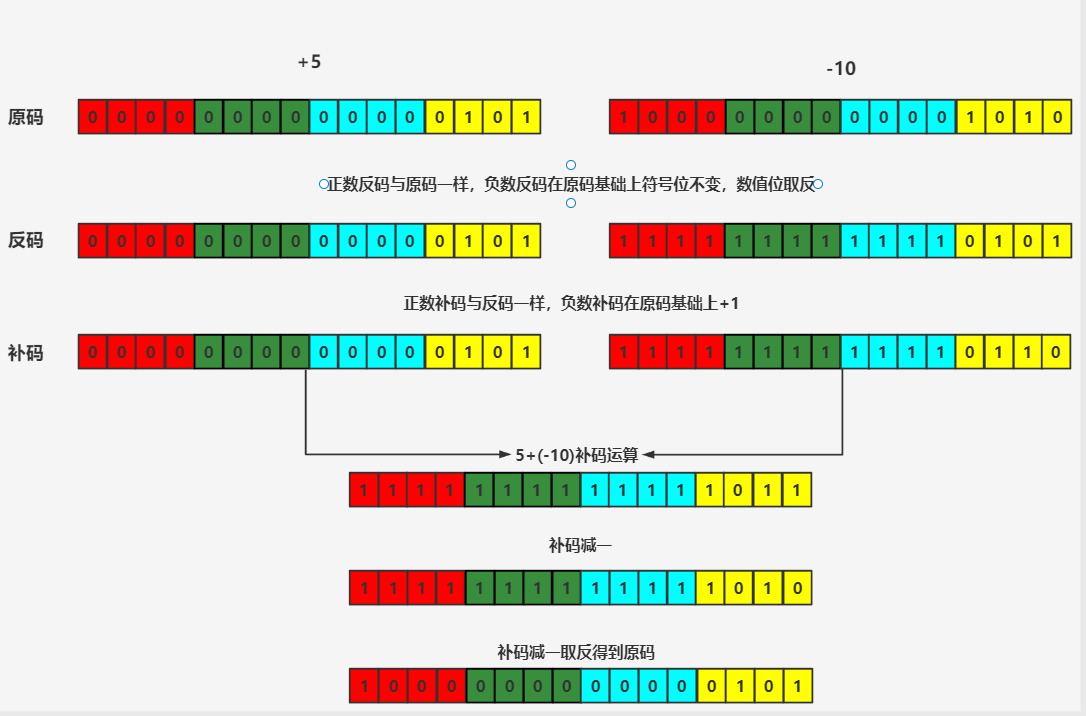 +5
-10
原码
0 0 0 0 0 0 0 0 0 0 0 0 0 1 0 1
1 0 0 0 0 0 0 0 0 0 0 0 1 0 1 0
正数反码与原码一样，负数反码在原码基础上符号位不变，数值位取反
反码
0 0 0 0 0 0 0 0 0 0 0 0 0 1 0 1
1 1 1 1 1 1 1 1 1 1 1 1 0 1 0 1
正数补码与反码一样，负数补码在原码基础上+1
补码
0 0 0 0 0 0 0 0 0 0 0 0 0 1 0 1
1 1 1 1 1 1 1 1 1 1 1 1 0 1 1 0
5+(-10)补码运算
1 1 1 1 1 1 1 1 1 1 1 1 1 0 1 1
补码减一
1 1 1 1 1 1 1 1 1 1 1 1 1 0 1 0
补码减一取反得到原码
1 0 0 0 0 0 0 0 0 0 0 0 0 1 0 1